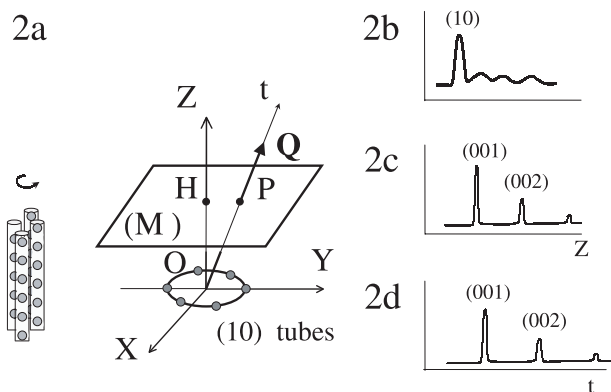 2a
Z
t
Q
H
P
(M)
O
Y
X
(10) tubes
2b
(10)
2c
(001)
(002)
Z
2d
(001)
(002)
t